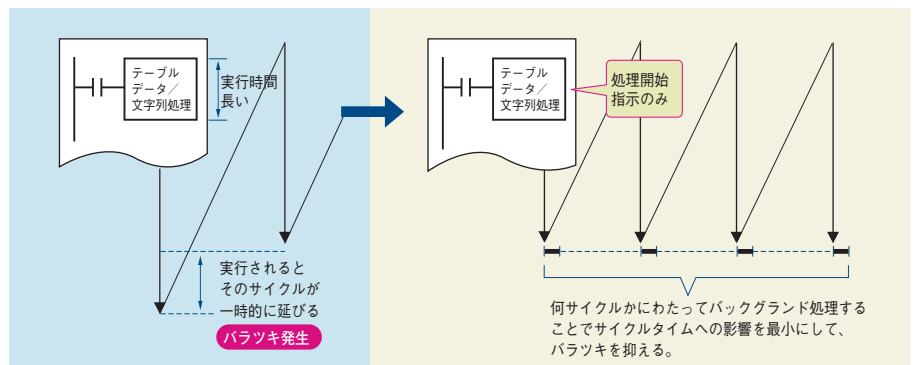 テーブル
データ／
文字列処理
実行時間
長い
実行されると
そのサイクルが
一時的に延びる
バラツキ発生
テーブル
データ／
文字列処理
処理開始
指示のみ
何サイクルかにわたってバックグランド処理する
ことでサイクルタイムへの影響を最小にして、
バラツキを抑える。